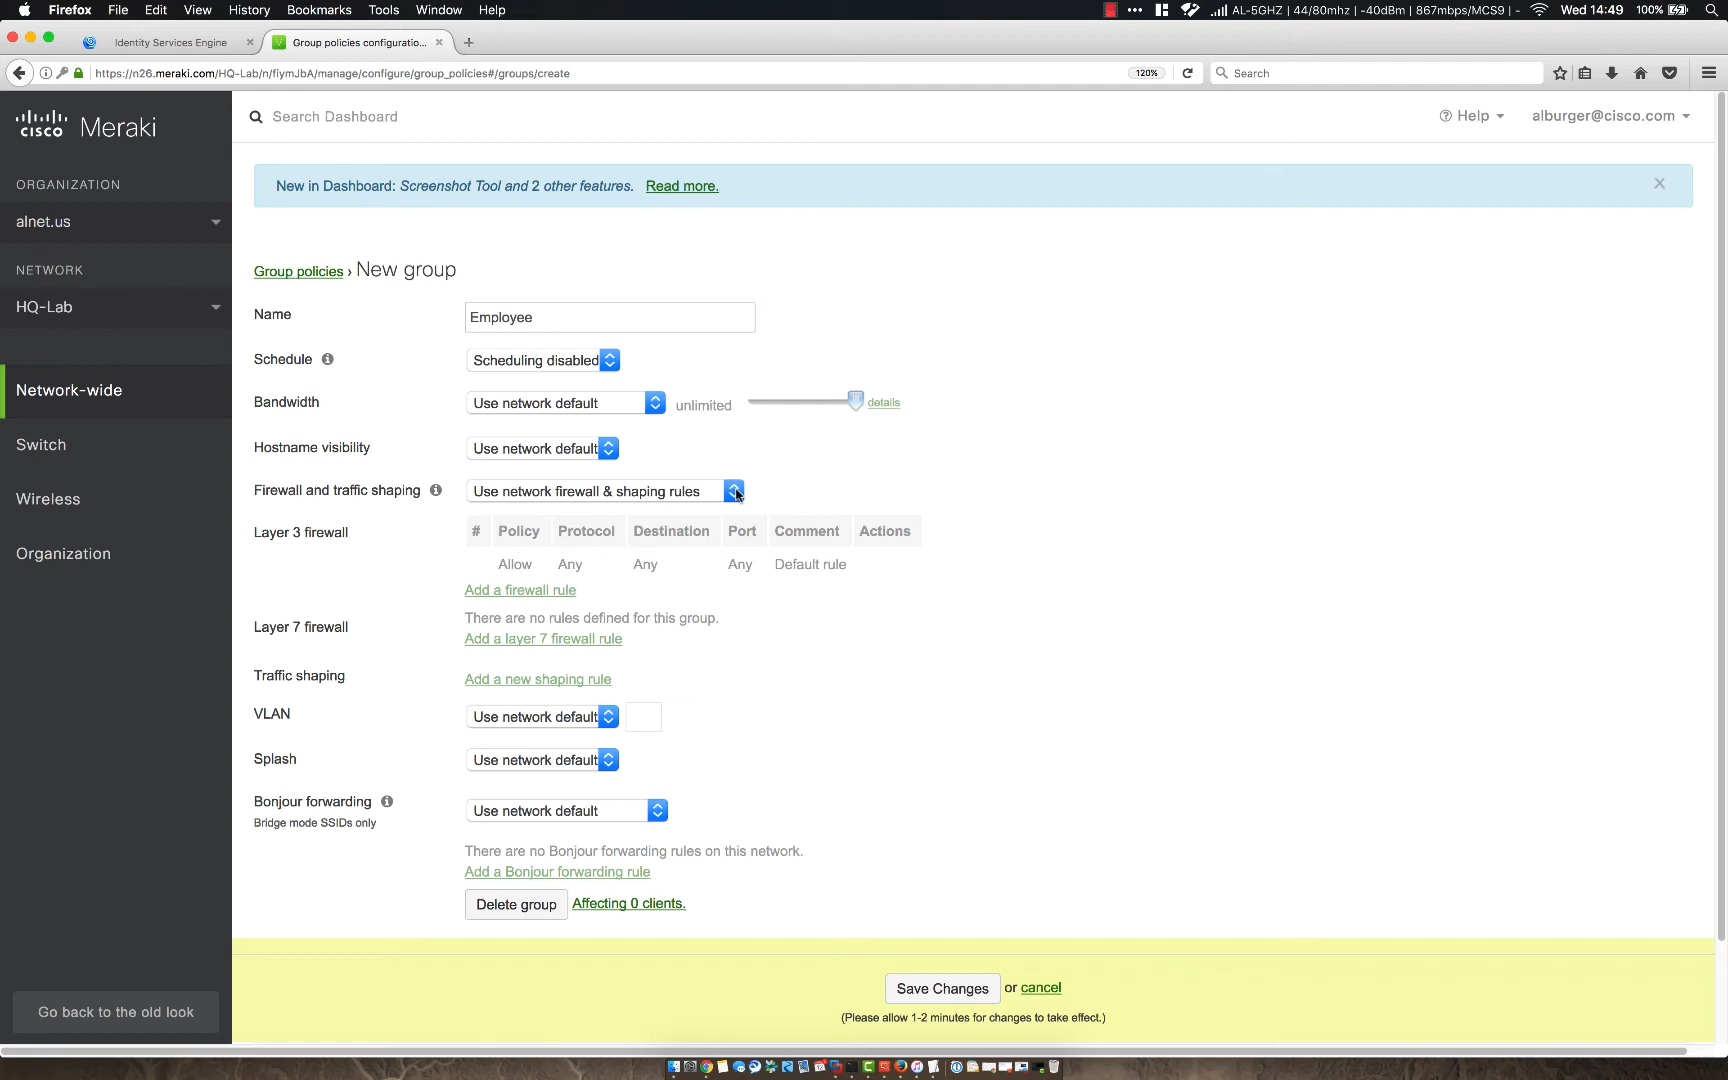 Firefox File Edit View History Bookmarks Tools Window Help
AL-5GHZ | 44/80mhz | -40dBm | 867mbps/MCS9 | - Wed 14:49 100%
Identity Services Engine
Group policies configuratio...
https://n26.meraki.com/HQ-Lab/n/fiymJbA/manage/configure/group_policies#/groups/create 120% Search
cisco Meraki
Search Dashboard
Help
alburger@cisco.com
ORGANIZATION
alnet.us
NETWORK
HQ-Lab
Network-wide
Switch
Wireless
Organization
Go back to the old look
New in Dashboard: Screenshot Tool and 2 other features. Read more.
Group policies › New group
Name Employee
Schedule Scheduling disabled
Bandwidth Use network default unlimited details
Hostname visibility Use network default
Firewall and traffic shaping Use network firewall & shaping rules
Layer 3 firewall # Policy Protocol Destination Port Comment Actions
Allow Any Any Any Default rule
Add a firewall rule
Layer 7 firewall There are no rules defined for this group.
Add a layer 7 firewall rule
Traffic shaping Add a new shaping rule
VLAN Use network default
Splash Use network default
Bonjour forwarding Use network default
Bridge mode SSIDs only
There are no Bonjour forwarding rules on this network.
Add a Bonjour forwarding rule
Delete group Affecting 0 clients.
Save Changes or cancel
(Please allow 1-2 minutes for changes to take effect.)